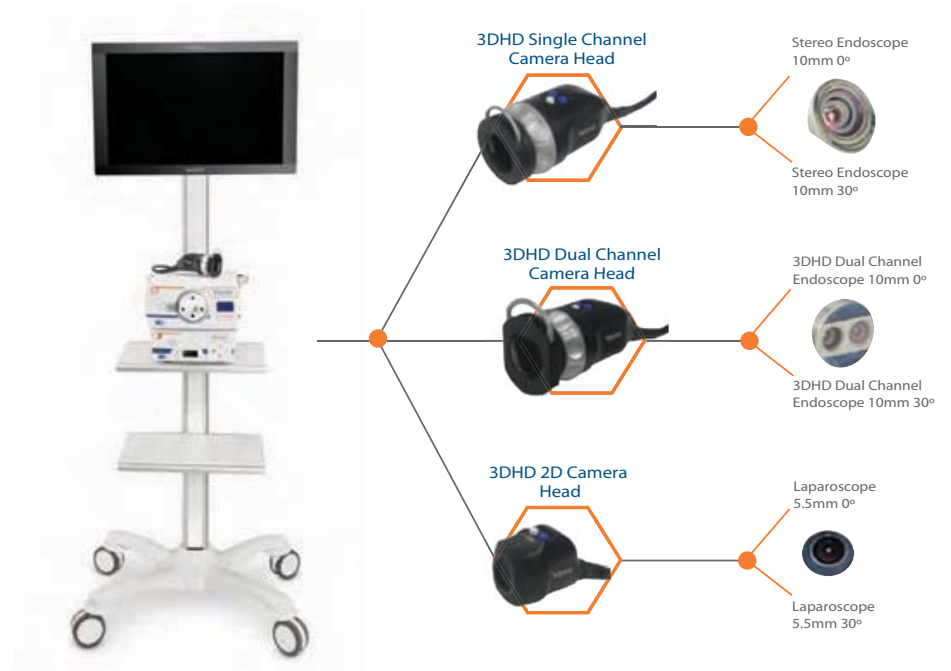 3DHD Single Channel
Camera Head
Stereo Endoscope
10mm 0º
Stereo Endoscope
10mm 30º
3DHD Dual Channel
Camera Head
3DHD Dual Channel
Endoscope 10mm 0º
3DHD Dual Channel
Endoscope 10mm 30º
3DHD 2D Camera
Head
Laparoscope
5.5mm 0º
Laparoscope
5.5mm 30º